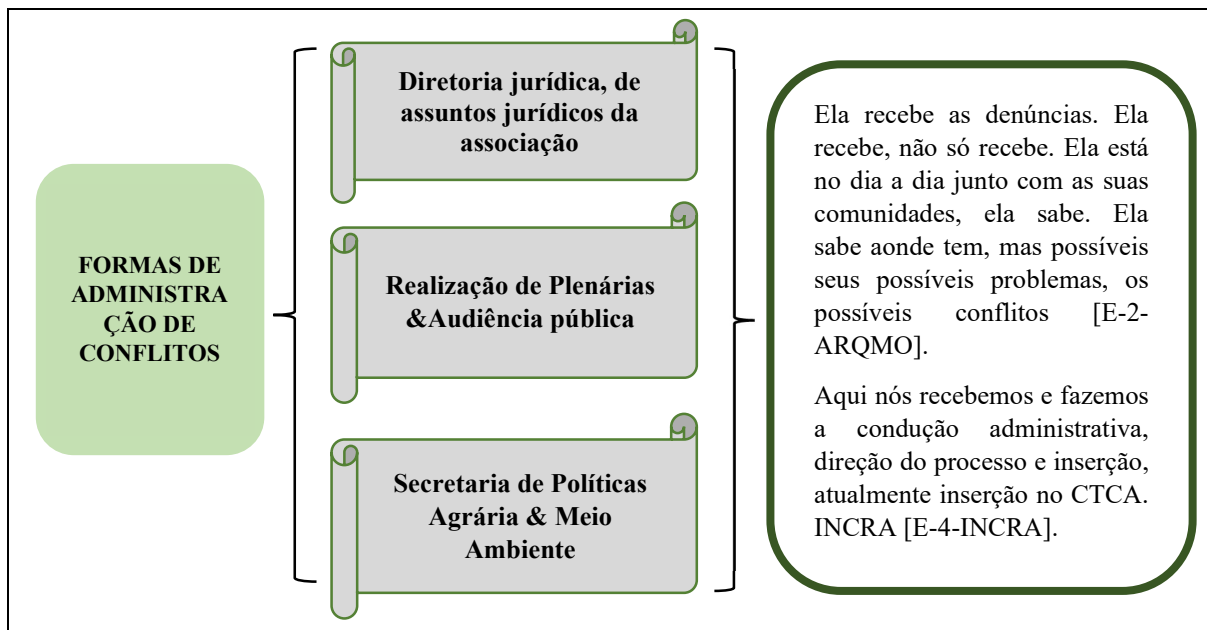 FORMAS DE
ADMINISTRA
ÇÃO DE
CONFLITOS
Diretoria jurídica, de
assuntos jurídicos da
associação
Realização de Plenárias
&Audiência pública
Secretaria de Políticas
Agrária & Meio
Ambiente
Ela recebe as denúncias. Ela
recebe, não só recebe. Ela está
no dia a dia junto com as suas
comunidades, ela sabe. Ela
sabe aonde tem, mas possíveis
seus possíveis problemas, os
possíveis conflitos [E-2-
ARQMO].
Aqui nós recebemos e fazemos
a condução administrativa,
direção do processo e inserção,
atualmente inserção no CTCA.
INCRA [E-4-INCRA].